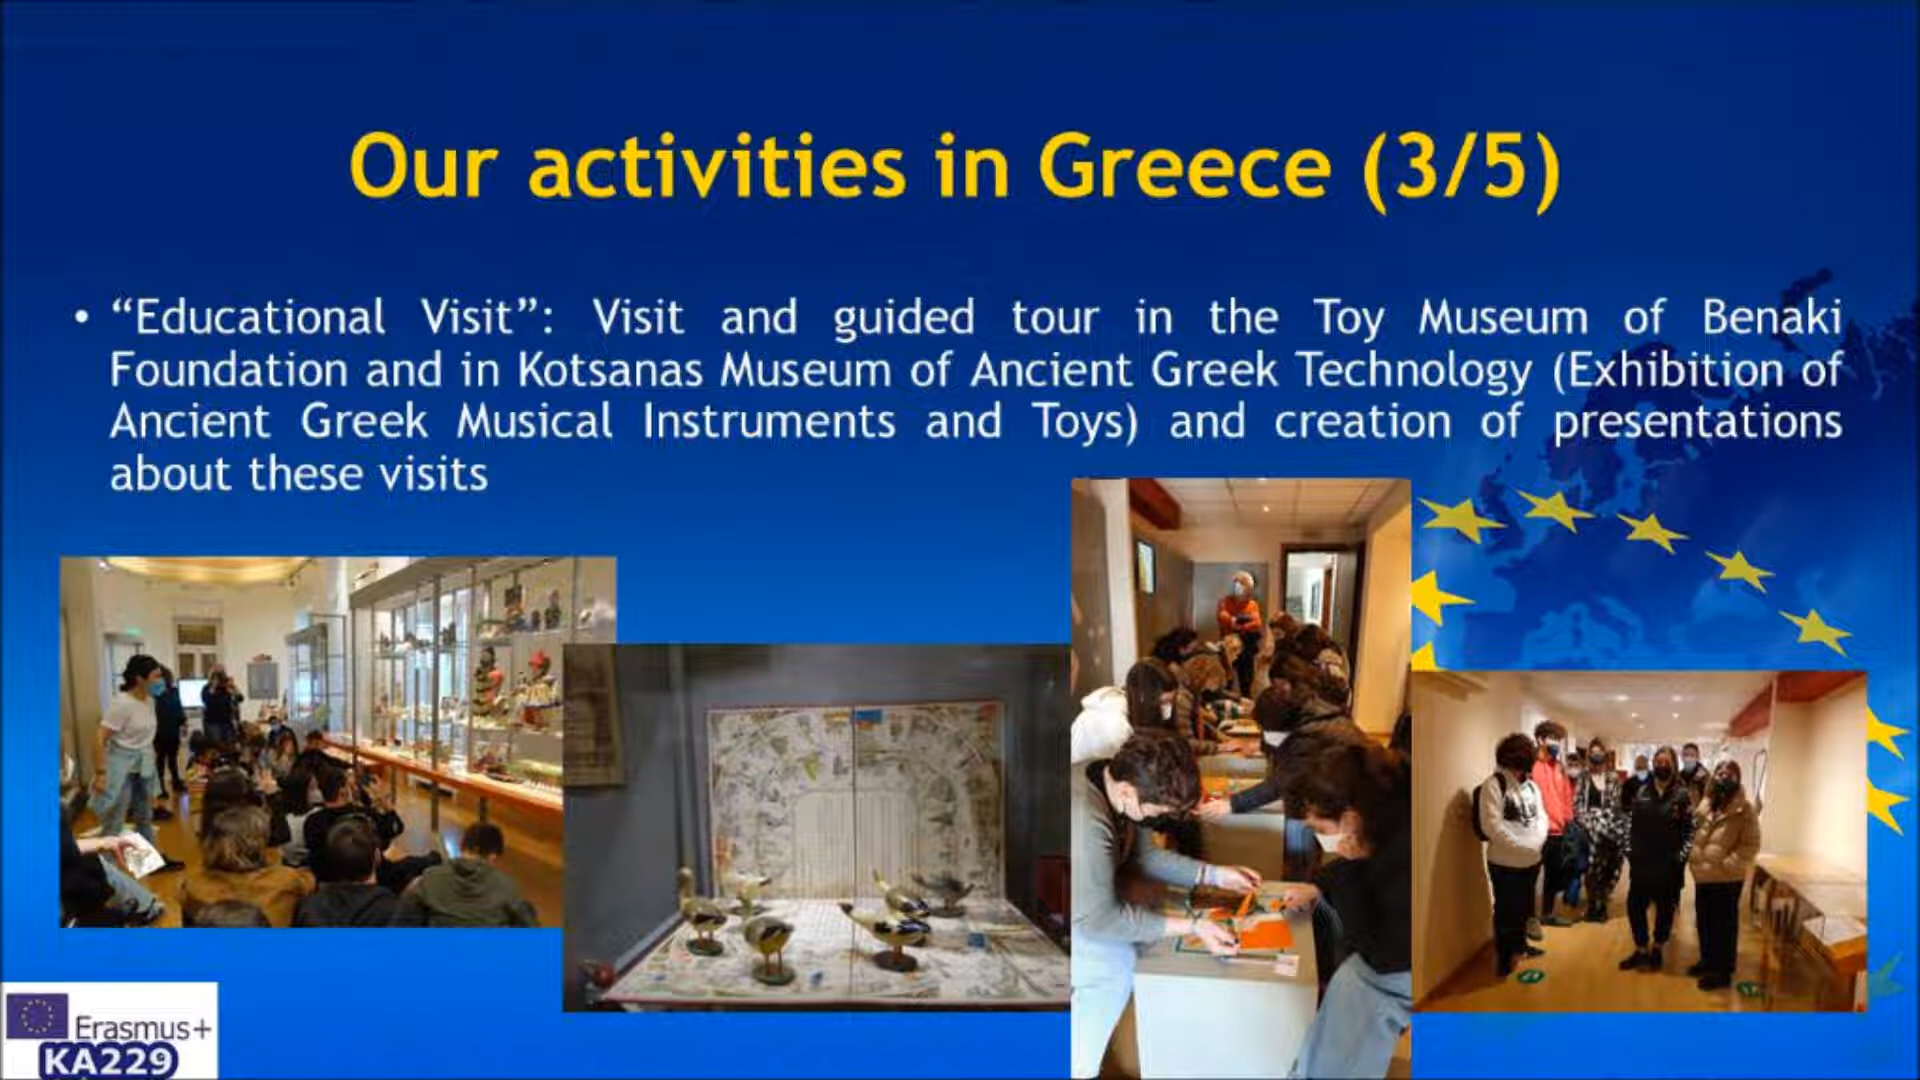 Our activities in Greece (3/5)
• “Educational Visit”: Visit and guided tour in the Toy Museum of Benaki
Foundation and in Kotsanas Museum of Ancient Greek Technology (Exhibition of
Ancient Greek Musical Instruments and Toys) and creation of presentations
about these visits
Erasmus+
KA229